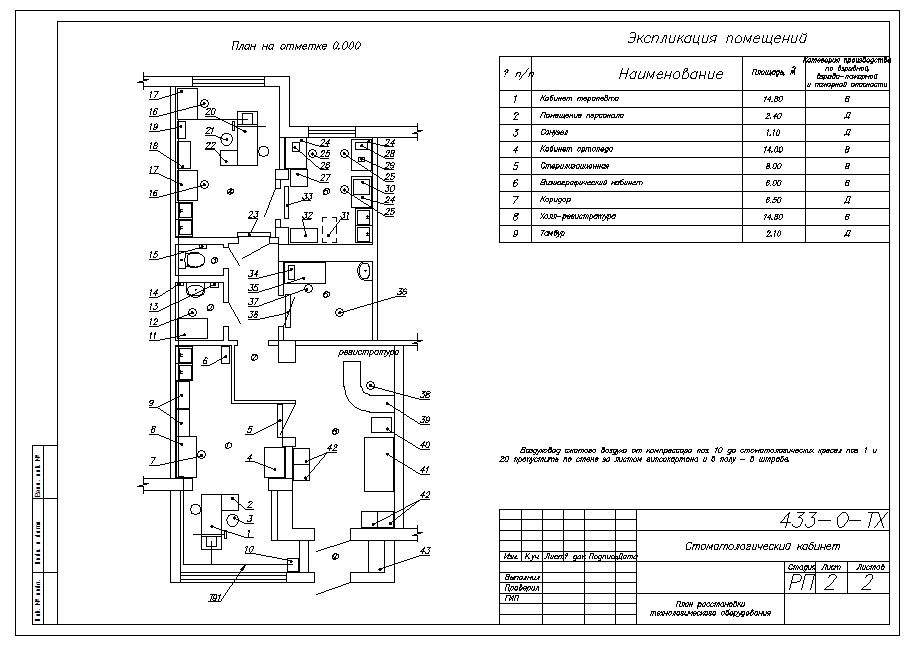 План на отметке 0.000
Экспликация помещений
? п/п Наименование Площадь, М2 Категория производства
по взрывной,
взрыво-пожарной
и пожарной опасности
1 Кабинет терапевта 14.80 В
2 Помещение персонала 2.40 Д
3 Санузел 1.10 Д
4 Кабинет ортопеда 14.00 В
5 Стерилизационная 8.00 В
6 Визиографический кабинет 6.00 В
7 Коридор 6.50 Д
8 Холл-регистратура 14.80 В
9 Тамбур 2.10 Д
17
16
19
18
17
16
20
21
22
23
24
25
26
27
33
32
31
24
28
29
25
30
24
25
15
14
13
12
11
34
35
37
38
36
регистратура
6
9
8
7
5
4
42
38
39
40
41
42
43
2
3
1
10
ТВ1
Воздуховод сжатого воздуха от компрессора поз. 10 до стоматологических кресел поз 1 и
20 пропустить по стене за листом гипсокартона и в полу - в штрабе.
433-О-ТХ
Стоматологический кабинет
Изм. К.уч. Лист ? док. Подпись Дата
Стадия Лист Листов
РП 2 2
Выполнил
Проверил
ГИП
План расстановки
технологического оборудования
Взам. инв. №
Подп. и дата
Инв. № подл.